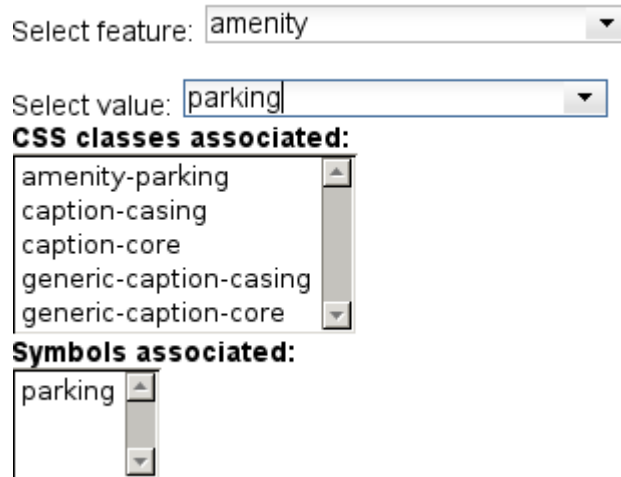 Select feature: amenity
Select value: parking
CSS classes associated:
amenity-parking
caption-casing
caption-core
generic-caption-casing
generic-caption-core
Symbols associated:
parking